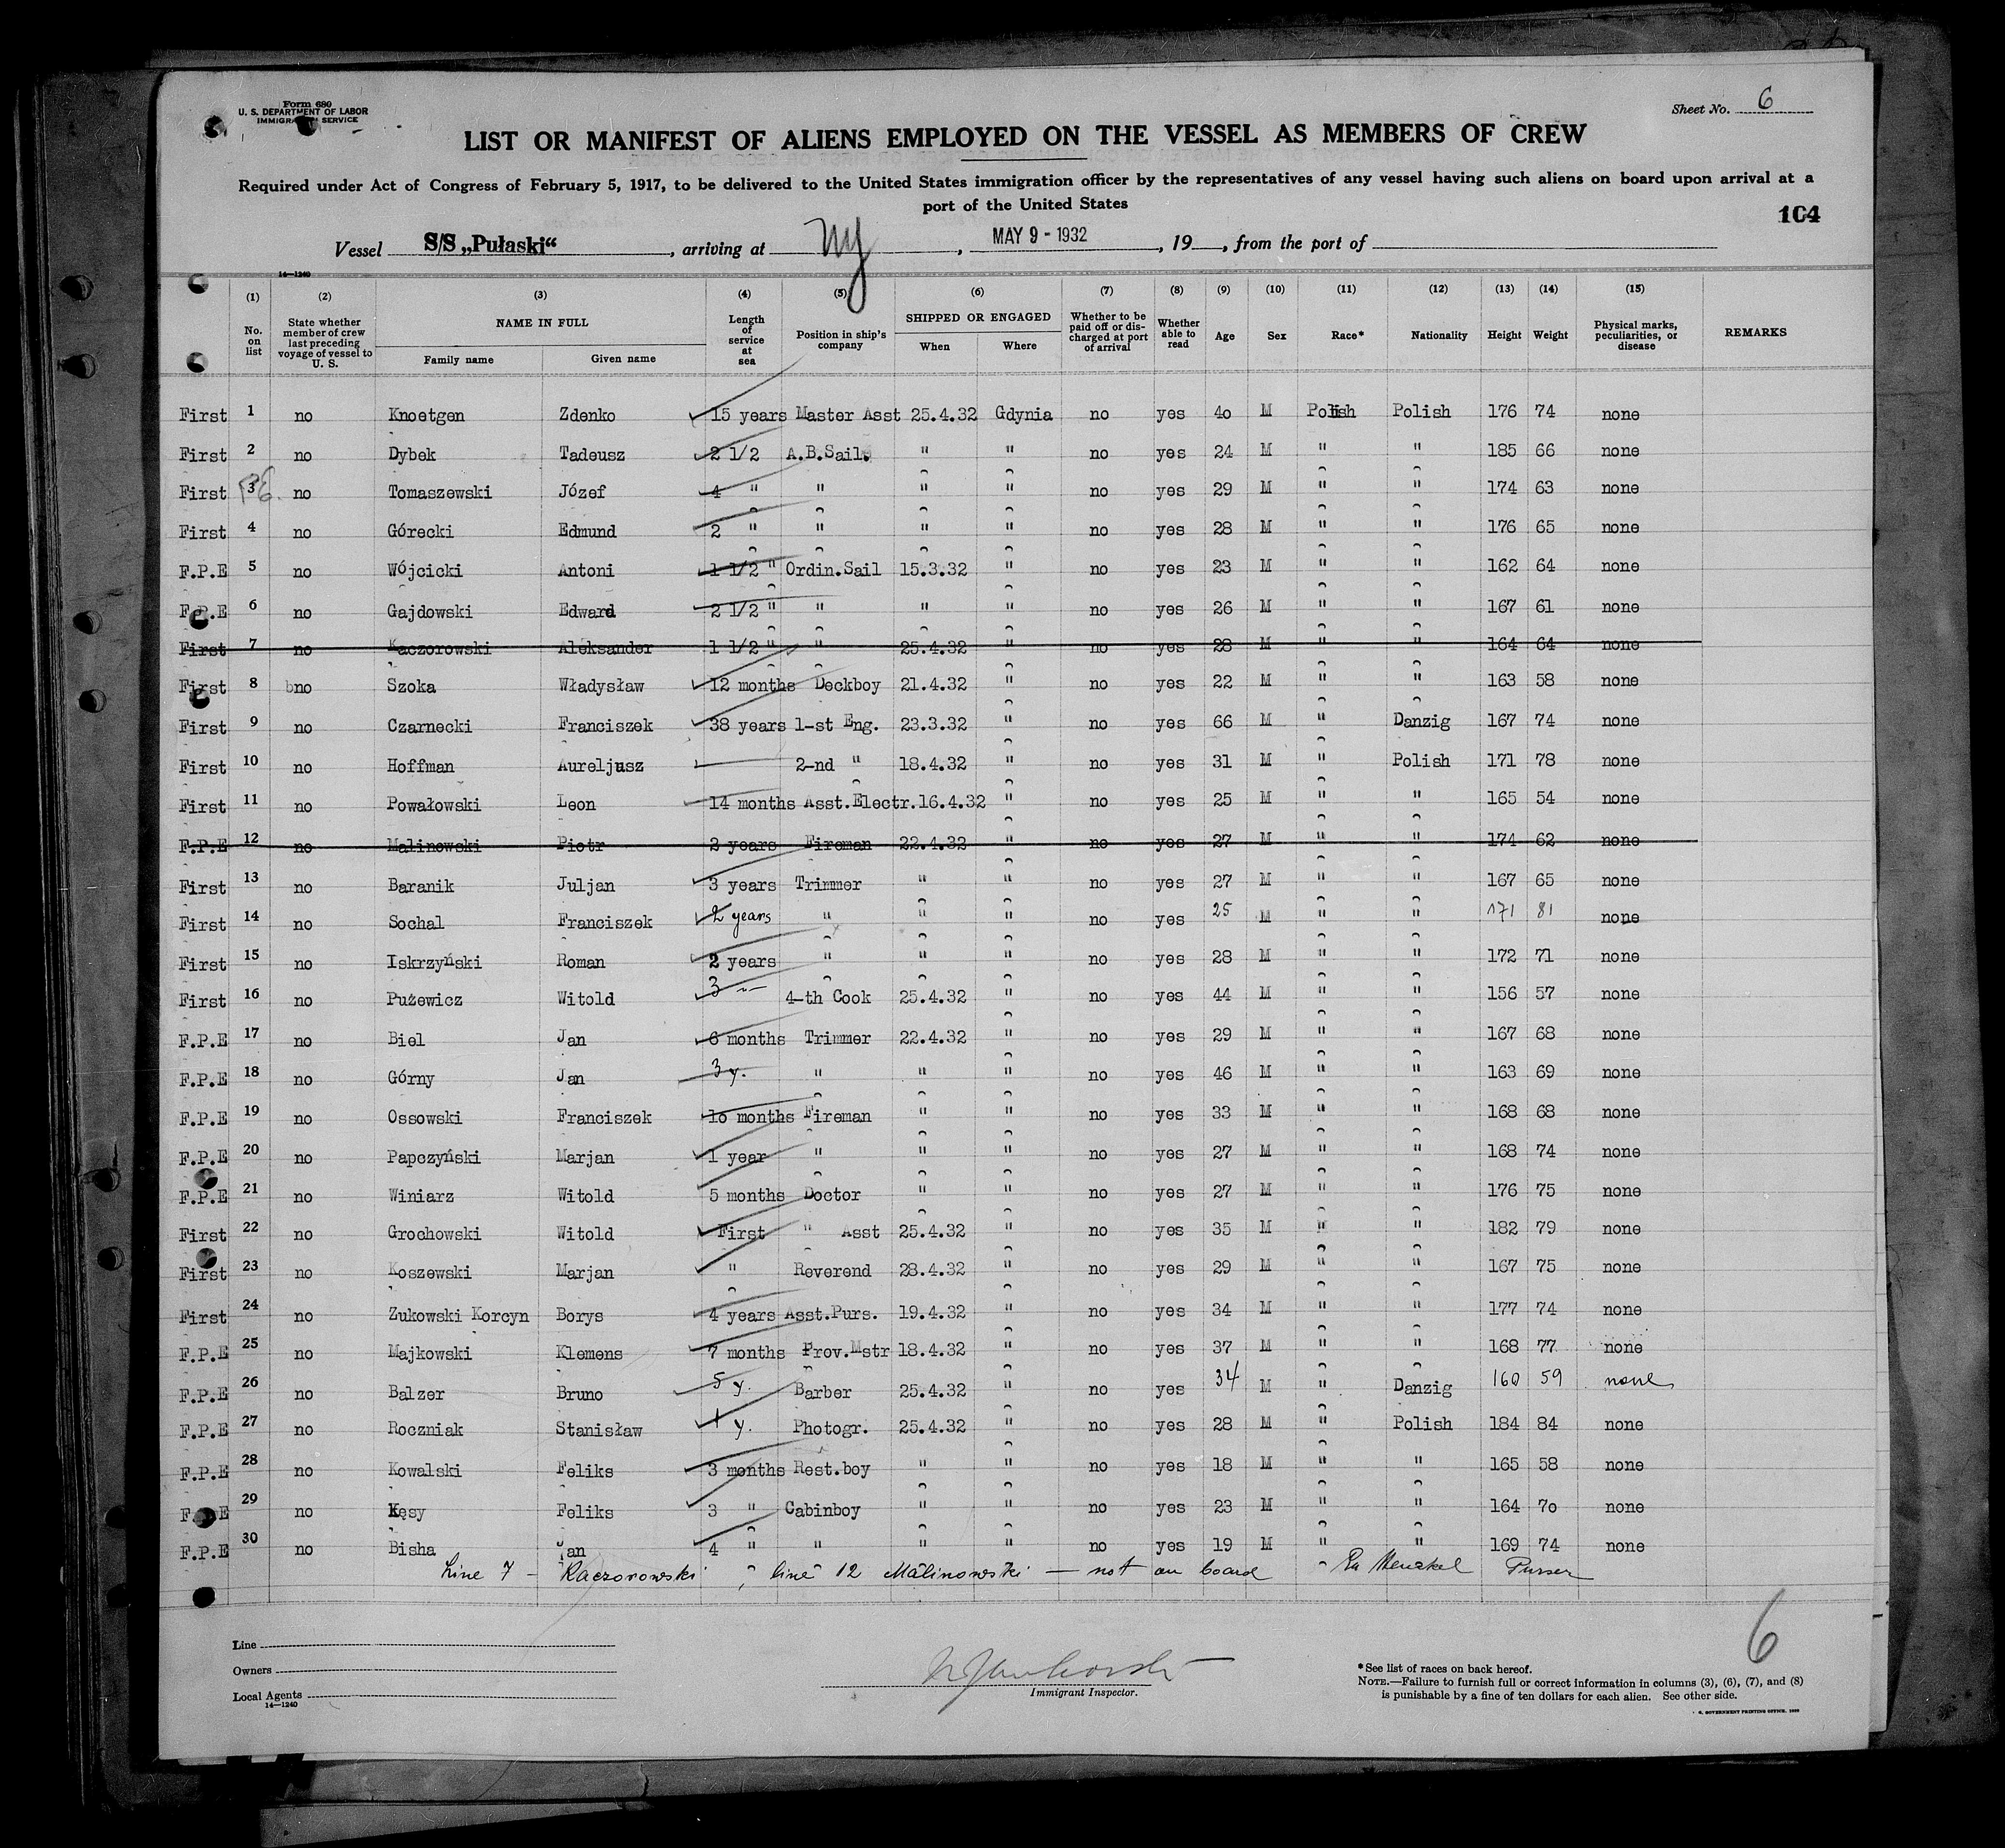 Form 680
U. S. DEPARTMENT OF LABOR
IMMIGRATION SERVICE
Sheet No. 6
LIST OR MANIFEST OF ALIENS EMPLOYED ON THE VESSEL AS MEMBERS OF CREW
Required under Act of Congress of February 5, 1917, to be delivered to the United States immigration officer by the representatives of any vessel having such aliens on board upon arrival at a
port of the United States
104
Vessel S/S „Pułaski“, arriving at NY, MAY 9 - 1932, 19, from the port of
14—1240
(1) No. on list (2) State whether member of crew last preceding voyage of vessel to U. S. (3) NAME IN FULL Family name Given name (4) Length of service at sea (5) Position in ship's company (6) SHIPPED OR ENGAGED When Where (7) Whether to be paid off or discharged at port of arrival (8) Whether able to read (9) Age (10) Sex (11) Race* (12) Nationality (13) Height (14) Weight (15) Physical marks, peculiarities, or disease REMARKS
First 1 no Knoetgen Zdenko 15 years Master Asst 25.4.32 Gdynia no yes 40 M Polish Polish 176 74 none
First 2 no Dybek Tadeusz 2 1/2 A.B.Sail. " " no yes 24 M " " 185 66 none
First 3 no Tomaszewski Józef 4 " " " " no yes 29 M " " 174 63 none
First 4 no Górecki Edmund 2 " " " " no yes 28 M " " 176 65 none
F.P.E 5 no Wójcicki Antoni 1 1/2 " Ordin.Sail 15.3.32 " no yes 23 M " " 162 64 none
F.P.E 6 no Gajdowski Edward 2 1/2 " " " " no yes 26 M " " 167 61 none
First 7 no Kaczorowski Aleksander 1 1/2 " " 25.4.32 " no yes 28 M " " 164 64 none
First 8 no Szoka Władysław 12 months Deckboy 21.4.32 " no yes 22 M " " 163 58 none
First 9 no Czarnecki Franciszek 38 years 1-st Eng. 23.3.32 " no yes 66 M " Danzig 167 74 none
First 10 no Hoffman Aureljusz 2-nd " 18.4.32 " no yes 31 M " Polish 171 78 none
First 11 no Powałowski Leon 14 months Asst.Electr. 16.4.32 " no yes 25 M " " 165 54 none
F.P.E 12 no Malinowski Piotr 2 years Fireman 22.4.32 " no yes 27 M " " 174 62 none
First 13 no Baranik Juljan 3 years Trimmer " " no yes 27 M " " 167 65 none
First 14 no Sochal Franciszek 2 years " " " no yes 25 M " " 171 81 none
First 15 no Iskrzyński Roman 2 years " " " no yes 28 M " " 172 71 none
First 16 no Pużewicz Witold 3 " 4-th Cook 25.4.32 " no yes 44 M " " 156 57 none
F.P.E 17 no Biel Jan 6 months Trimmer 22.4.32 " no yes 29 M " " 167 68 none
F.P.E 18 no Górny Jan 3 y. " " " no yes 46 M " " 163 69 none
F.P.E 19 no Ossowski Franciszek 10 months Fireman " " no yes 33 M " " 168 68 none
F.P.E 20 no Papczyński Marjan 1 year " " " no yes 27 M " " 168 74 none
F.P.E 21 no Winiarz Witold 5 months Doctor " " no yes 27 M " " 176 75 none
First 22 no Grochowski Witold First " Asst 25.4.32 " no yes 35 M " " 182 79 none
First 23 no Koszewski Marjan " Reverend 28.4.32 " no yes 29 M " " 167 75 none
First 24 no Zukowski Korcyn Borys 4 years Asst.Purs. 19.4.32 " no yes 34 M " " 177 74 none
F.P.E 25 no Majkowski Klemens 7 months Prov.Mstr 18.4.32 " no yes 37 M " " 168 77 none
F.P.E 26 no Balzer Bruno 5 y. Barber 25.4.32 " no yes 34 M " Danzig 160 59 none
F.P.E 27 no Roczniak Stanisław 1 y. Photogr. 25.4.32 " no yes 28 M " Polish 184 84 none
F.P.E 28 no Kowalski Feliks 3 months Rest.boy " " no yes 18 M " " 165 58 none
F.P.E 29 no Kęsy Feliks 3 " Cabinboy " " no yes 23 M " " 164 70 none
F.P.E 30 no Bisha Jan 4 " " " " no yes 19 M " " 169 74 none
Line 7 - Kaczorowski, line 12 Malinowski — not on board Purser
6
Line
Owners
Local Agents
14—1240
Immigrant Inspector.
*See list of races on back hereof.
NOTE.—Failure to furnish full or correct information in columns (3), (6), (7), and (8)
is punishable by a fine of ten dollars for each alien. See other side.